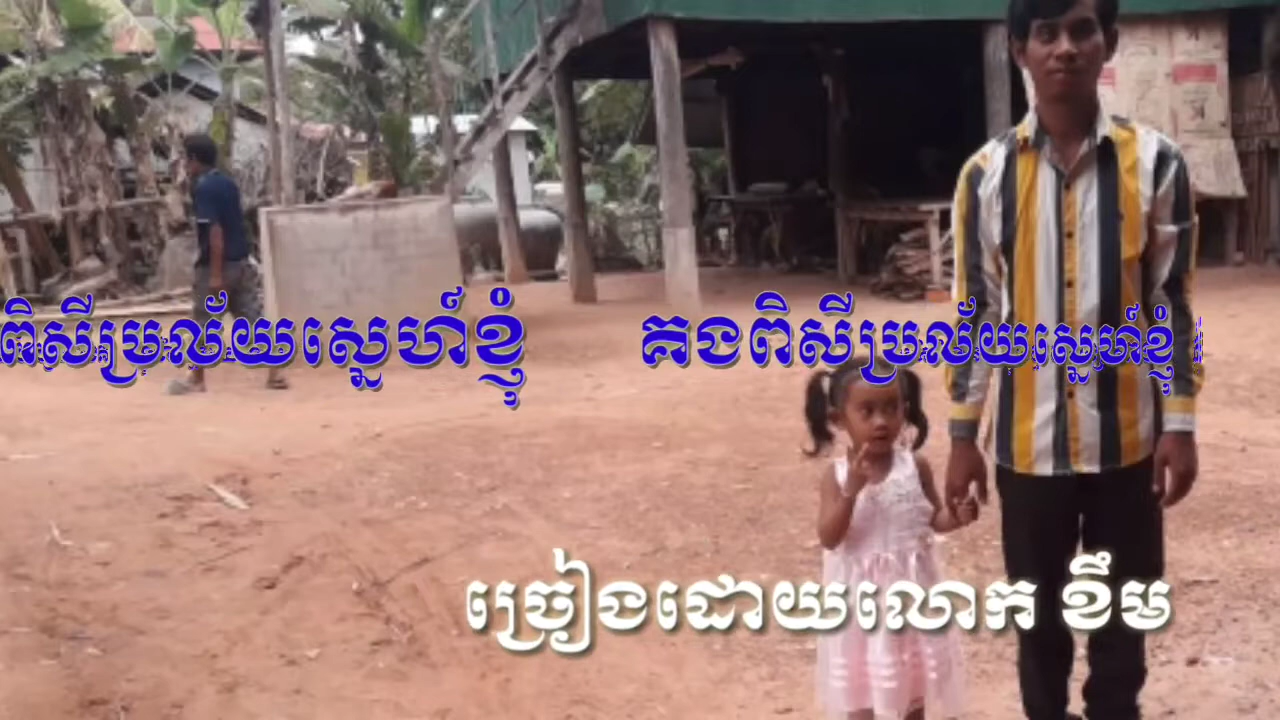 ពិសីប្រល័យស្នេហ៍ខ្ញុំ គងពិសីប្រល័យស្នេហ៍ខ្ញុំ
ច្រៀងដោយលោក ខឹម